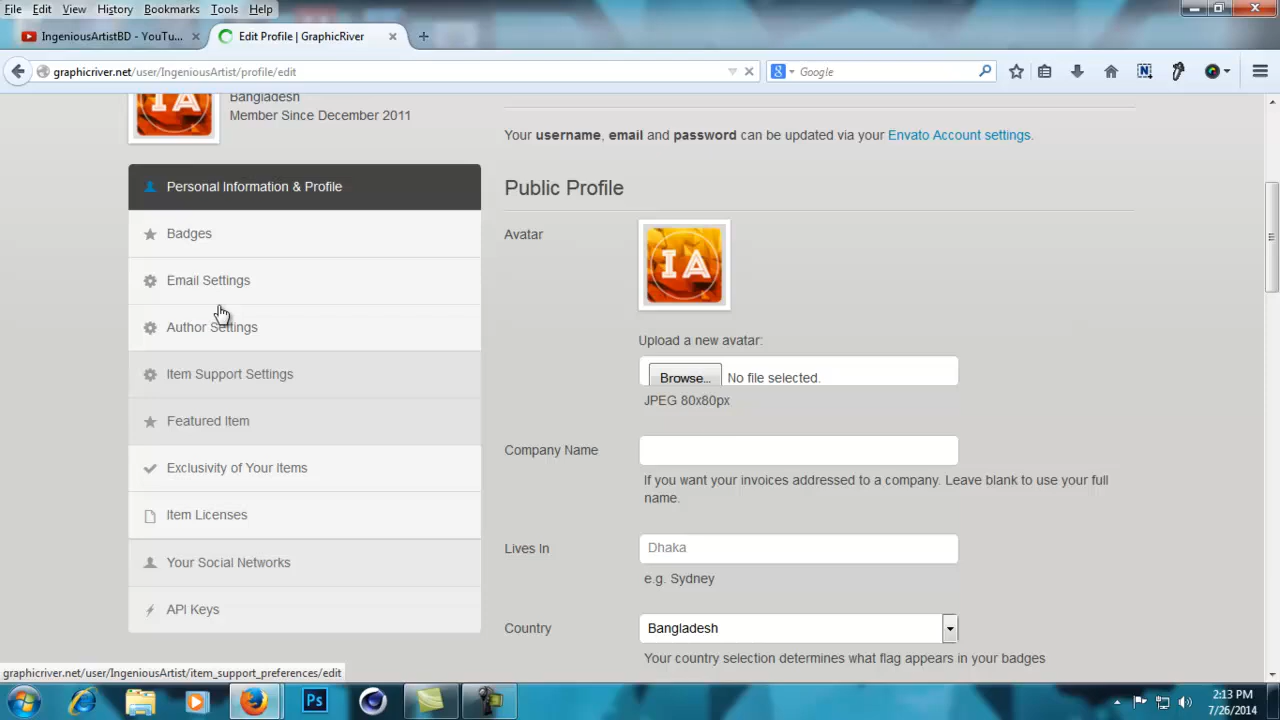 File Edit View History Bookmarks Tools Help
IngeniousArtistBD - YouTu...
Edit Profile | GraphicRiver
graphicriver.net/user/IngeniousArtist/profile/edit
Google
Bangladesh
Member Since December 2011
IA
Personal Information & Profile
Badges
Email Settings
Author Settings
Item Support Settings
Featured Item
Exclusivity of Your Items
Item Licenses
Your Social Networks
API Keys
Your username, email and password can be updated via your Envato Account settings.
Public Profile
Avatar
IA
Upload a new avatar:
Browse... No file selected.
JPEG 80x80px
Company Name
If you want your invoices addressed to a company. Leave blank to use your full
name.
Lives In
Dhaka
e.g. Sydney
Country
Bangladesh
Your country selection determines what flag appears in your badges
graphicriver.net/user/IngeniousArtist/item_support_preferences/edit
Ps
2:13 PM
7/26/2014